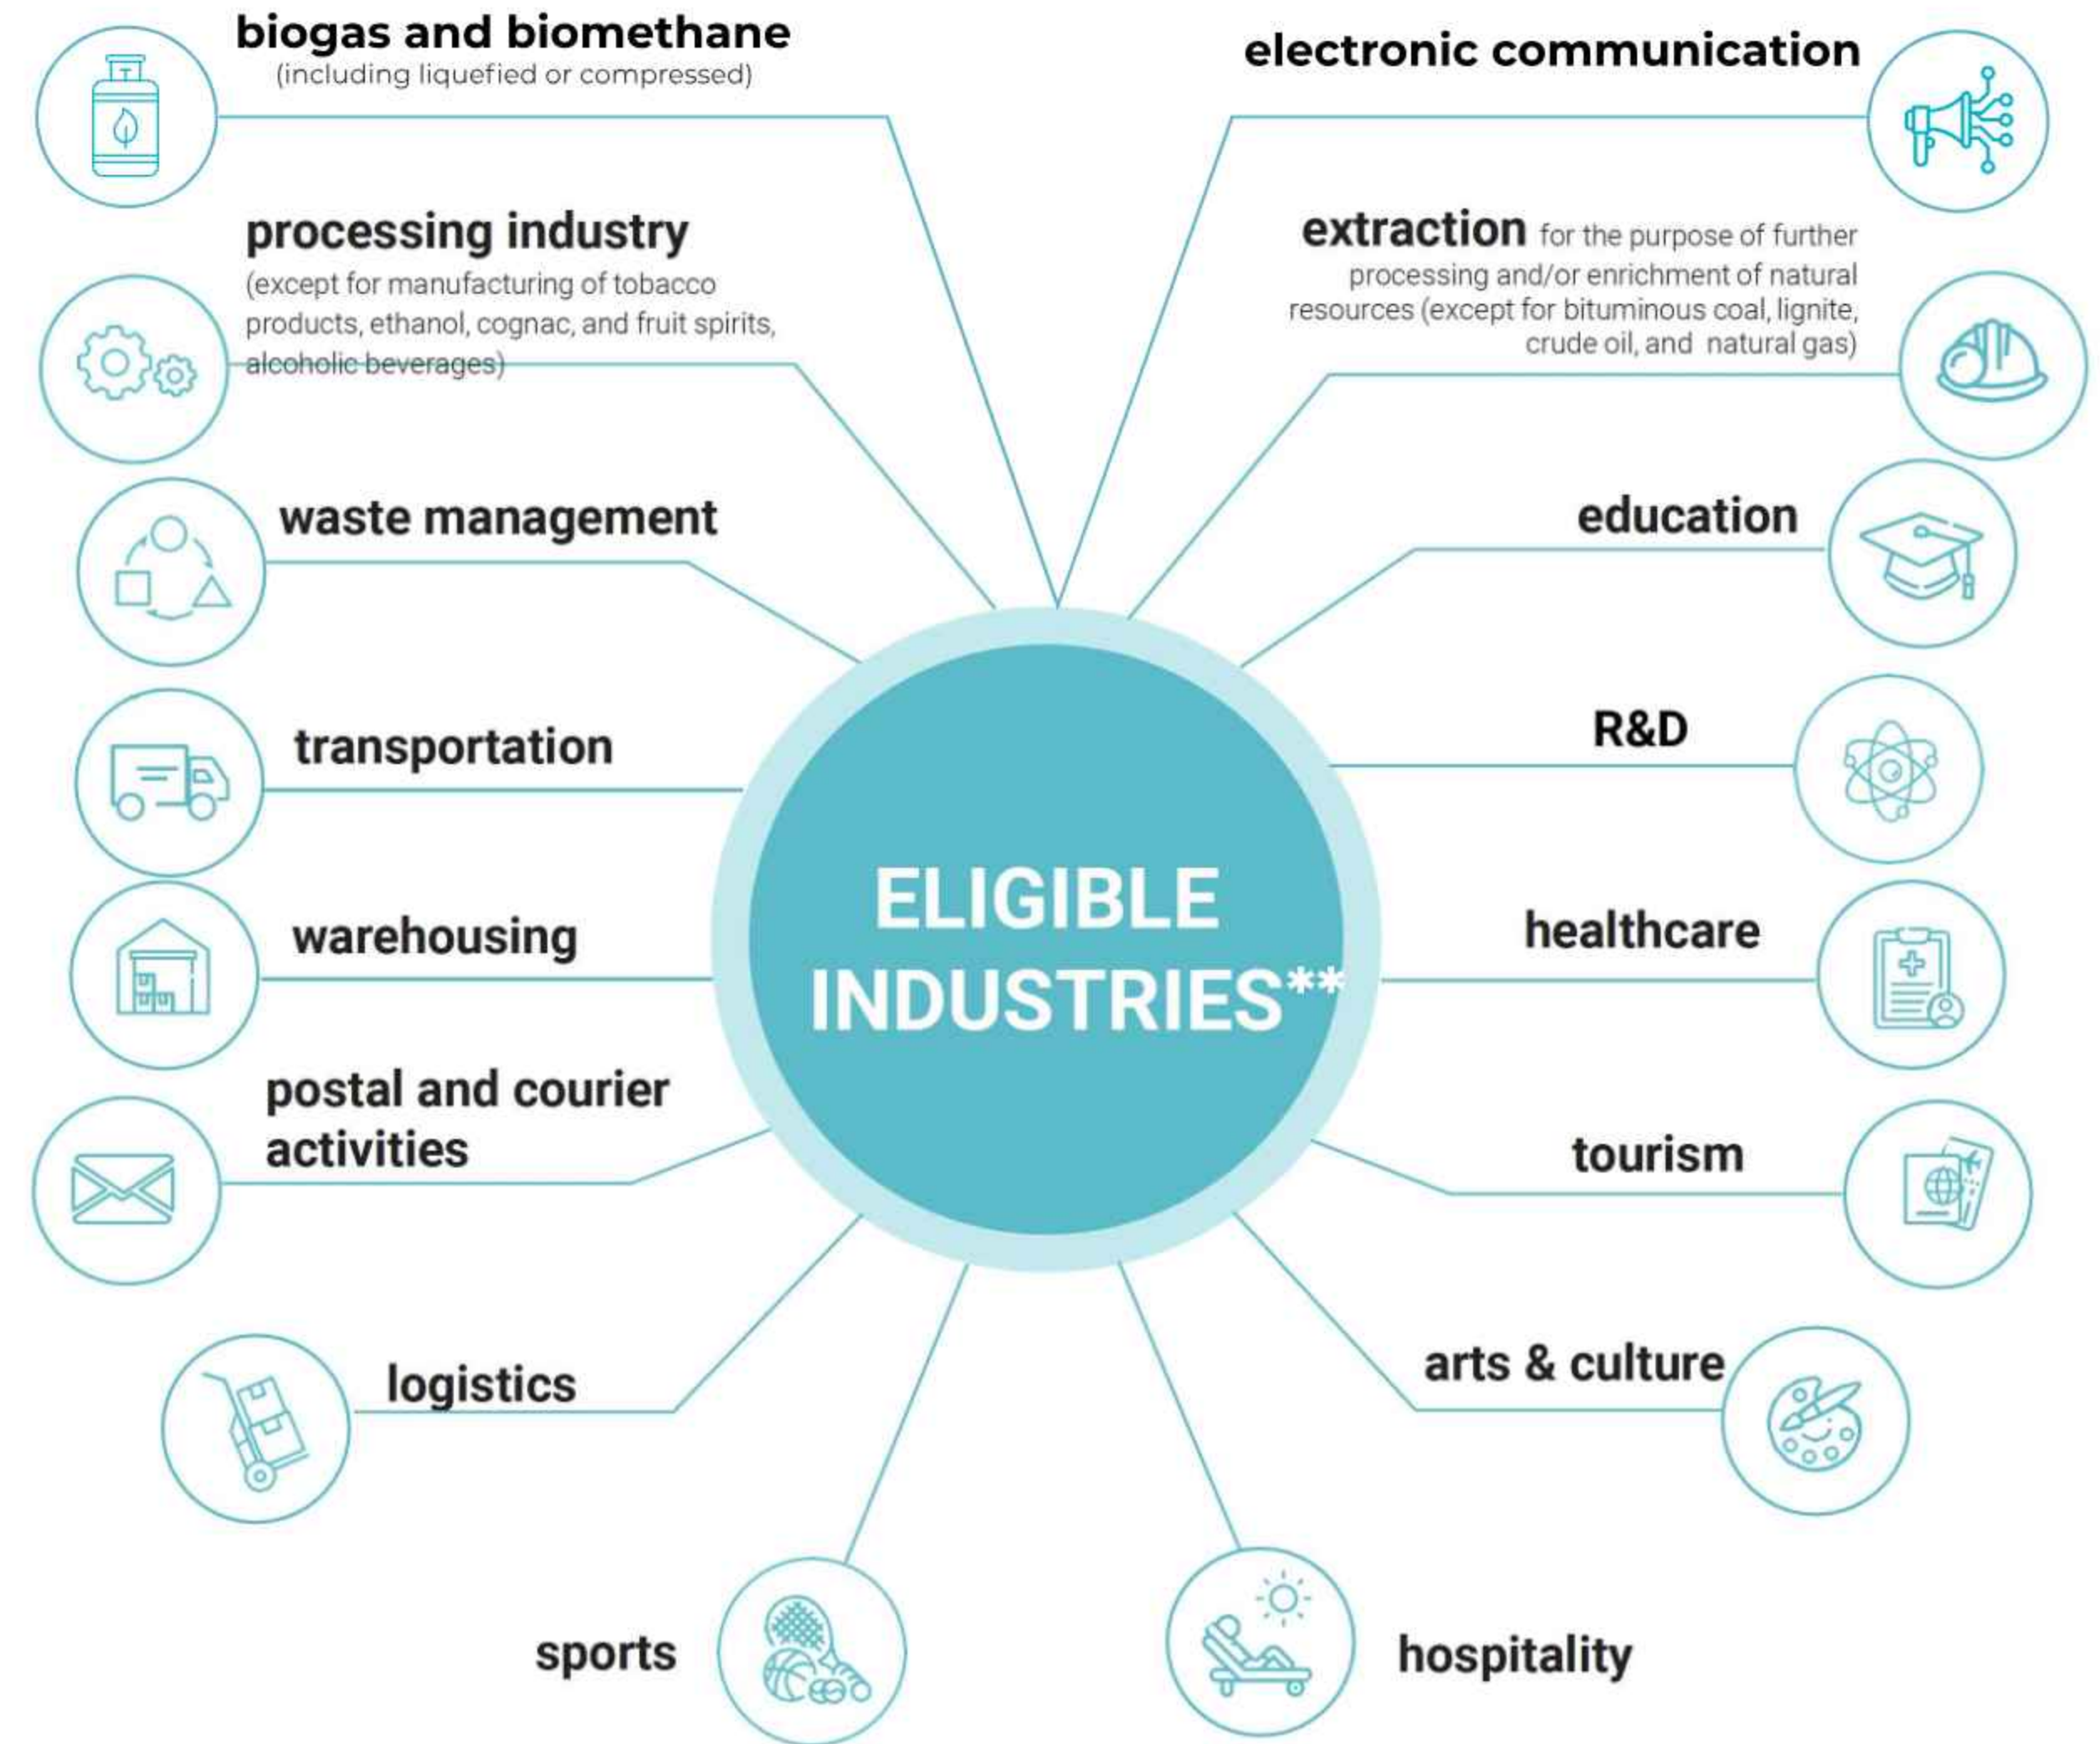 biogas and biomethane
(including liquefied or compressed)
processing industry
(except for manufacturing of tobacco
products, ethanol, cognac, and fruit spirits,
alcoholic beverages)
waste management
transportation
warehousing
postal and courier
activities
logistics
sports
ELIGIBLE
INDUSTRIES**
electronic communication
extraction for the purpose of further
processing and/or enrichment of natural
resources (except for bituminous coal, lignite,
crude oil, and natural gas)
education
R&D
healthcare
tourism
arts & culture
hospitality